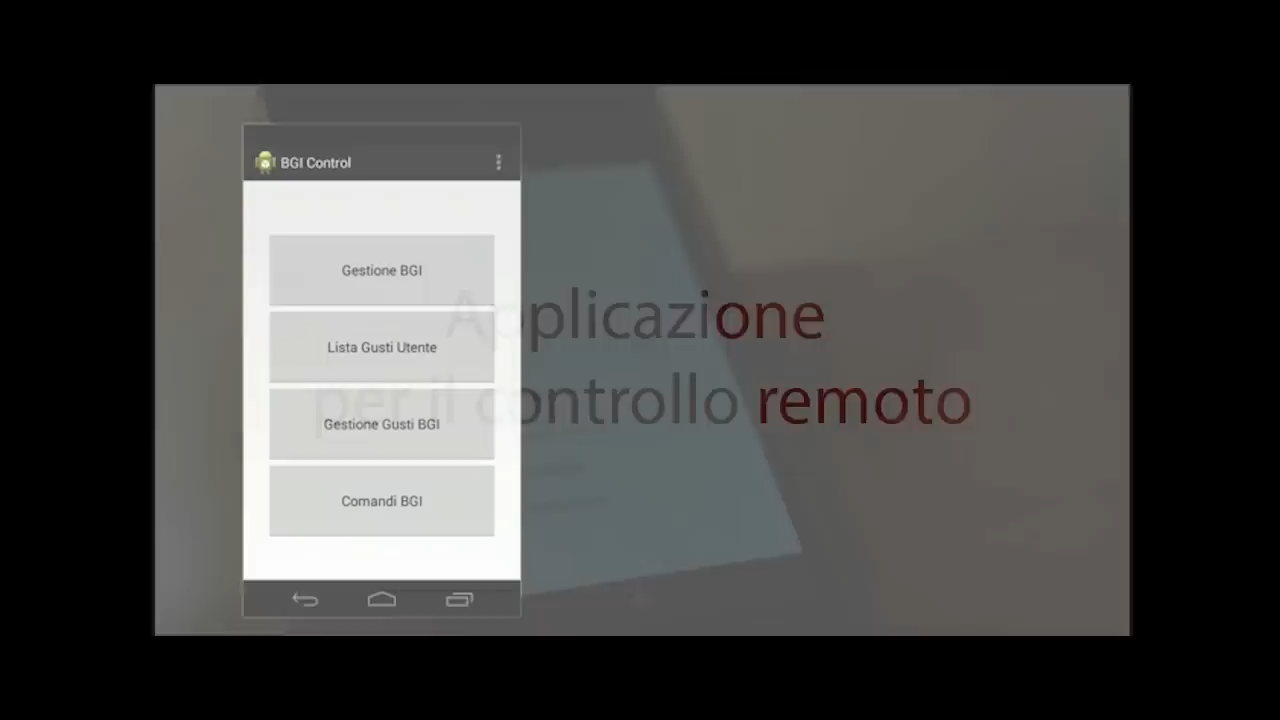 BGI Control
Gestione BGI
Lista Gusti Utente
Gestione Gusti BGI
Comandi BGI
Applicazione
per il controllo remoto